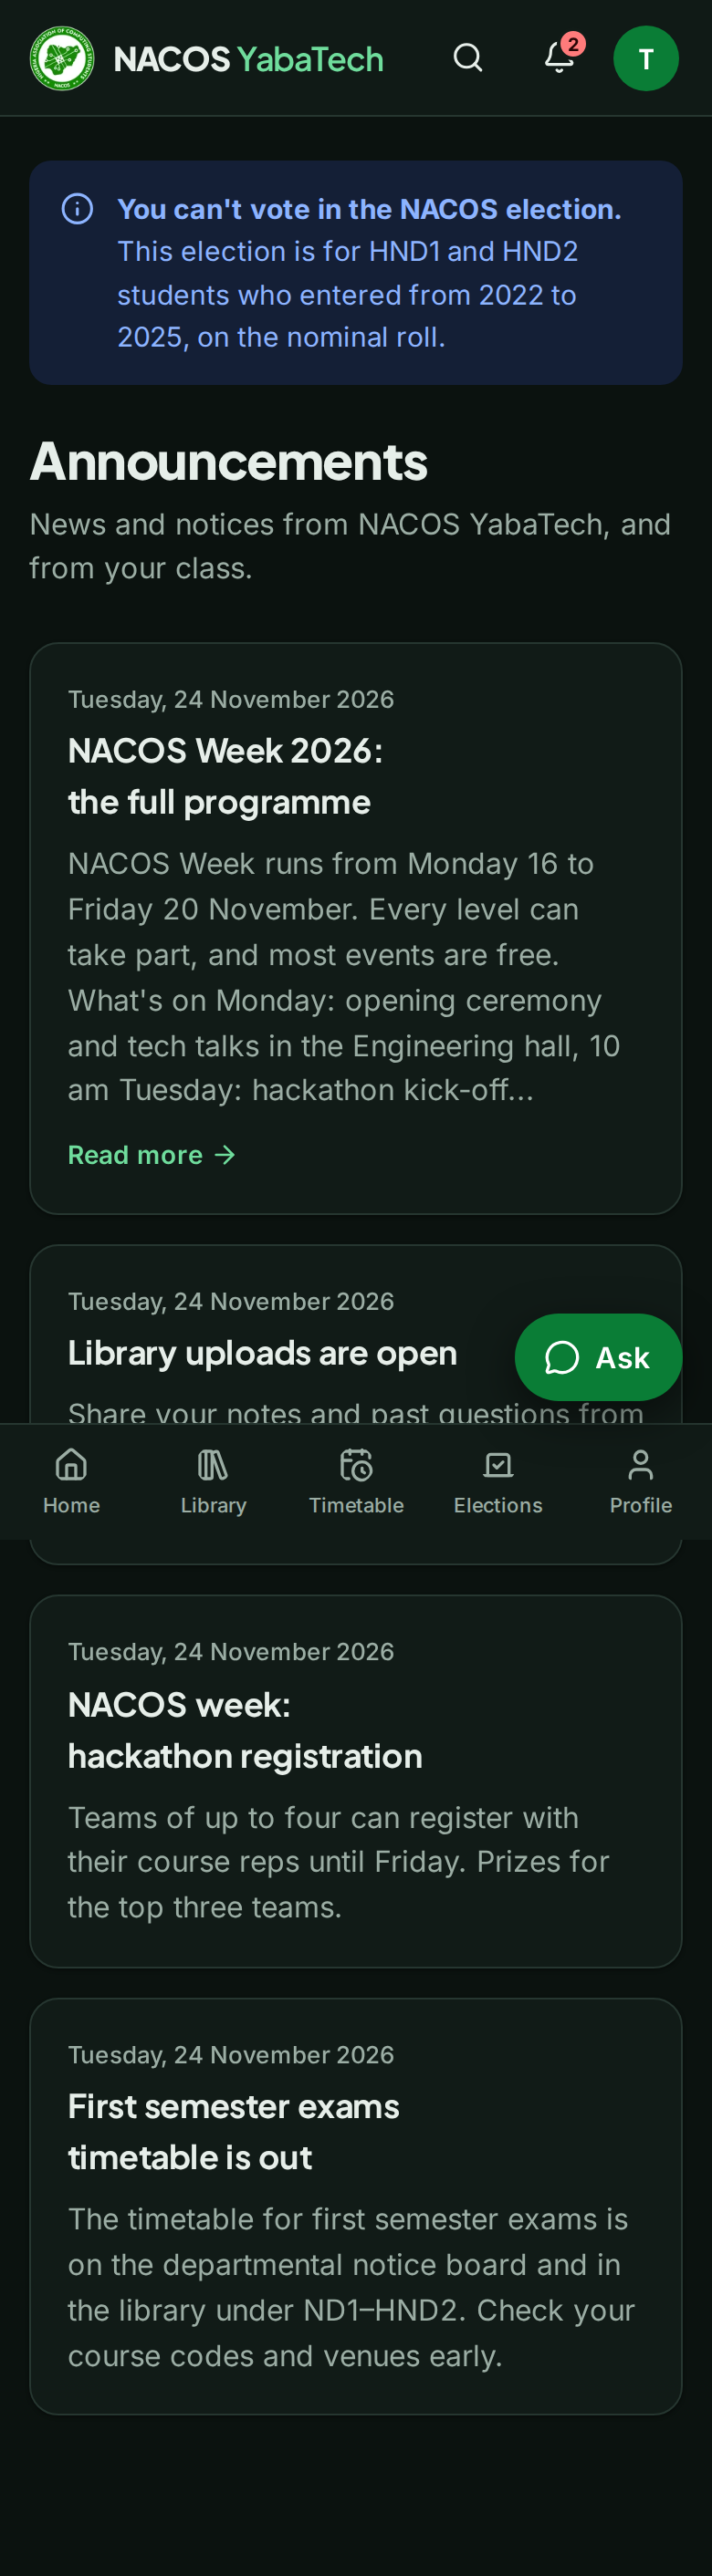 NACOS YabaTech
2
T
You can't vote in the NACOS election.
This election is for HND1 and HND2
students who entered from 2022 to
2025, on the nominal roll.
Announcements
News and notices from NACOS YabaTech, and
from your class.
Tuesday, 24 November 2026
NACOS Week 2026:
the full programme
NACOS Week runs from Monday 16 to
Friday 20 November. Every level can
take part, and most events are free.
What's on Monday: opening ceremony
and tech talks in the Engineering hall, 10
am Tuesday: hackathon kick-off...
Read more →
Tuesday, 24 November 2026
Library uploads are open
Ask
Share your notes and past questions from
Home
Library
Timetable
Elections
Profile
Tuesday, 24 November 2026
NACOS week:
hackathon registration
Teams of up to four can register with
their course reps until Friday. Prizes for
the top three teams.
Tuesday, 24 November 2026
First semester exams
timetable is out
The timetable for first semester exams is
on the departmental notice board and in
the library under ND1–HND2. Check your
course codes and venues early.